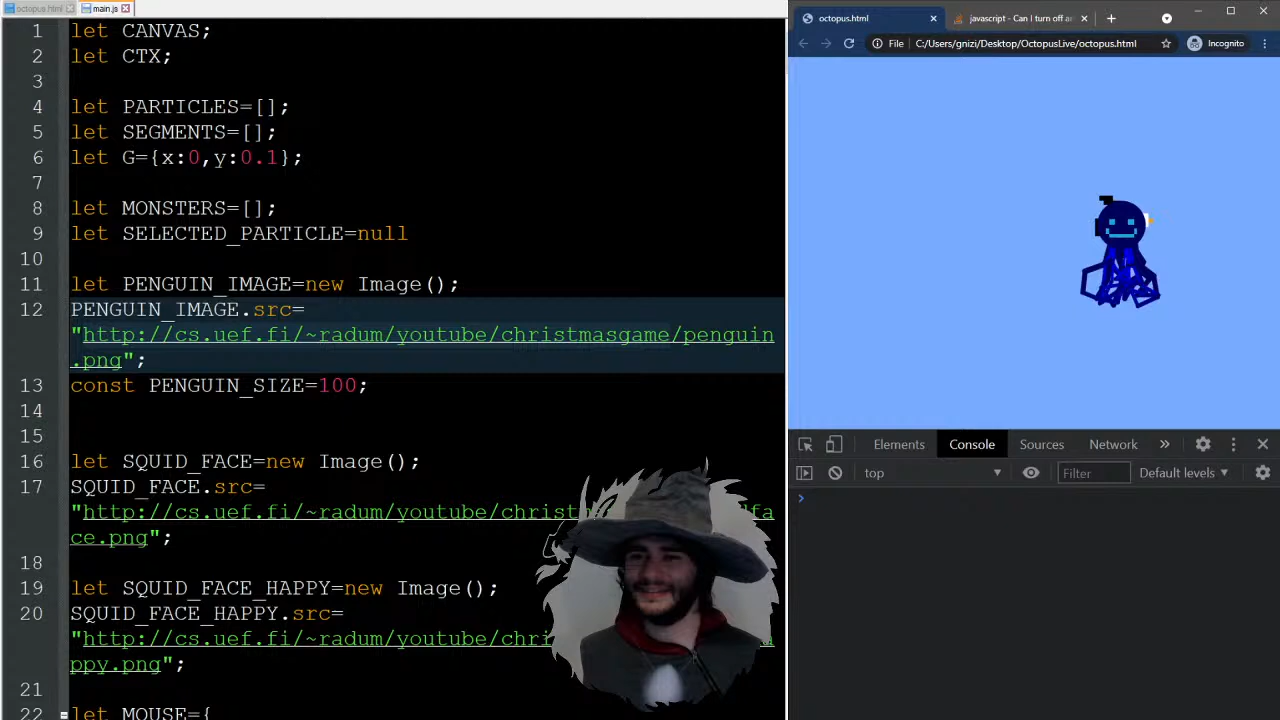 octopus.html
main.js
1 let CANVAS;
2 let CTX;
3
4 let PARTICLES=[];
5 let SEGMENTS=[];
6 let G={x:0,y:0.1};
7
8 let MONSTERS=[];
9 let SELECTED_PARTICLE=null
10
11 let PENGUIN_IMAGE=new Image();
12 PENGUIN_IMAGE.src=
"http://cs.uef.fi/~radum/youtube/christmasgame/penguin
.png";
13 const PENGUIN_SIZE=100;
14
15
16 let SQUID_FACE=new Image();
17 SQUID_FACE.src=
"http://cs.uef.fi/~radum/youtube/christ
ce.png";
18
19 let SQUID_FACE_HAPPY=new Image();
20 SQUID_FACE_HAPPY.src=
"http://cs.uef.fi/~radum/youtube/chri
ppy.png";
21
22 let MOUSE={
octopus.html
javascript - Can I turn off an
File C:/Users/gnizi/Desktop/OctopusLive/octopus.html
Incognito
Elements Console Sources Network
top Filter Default levels